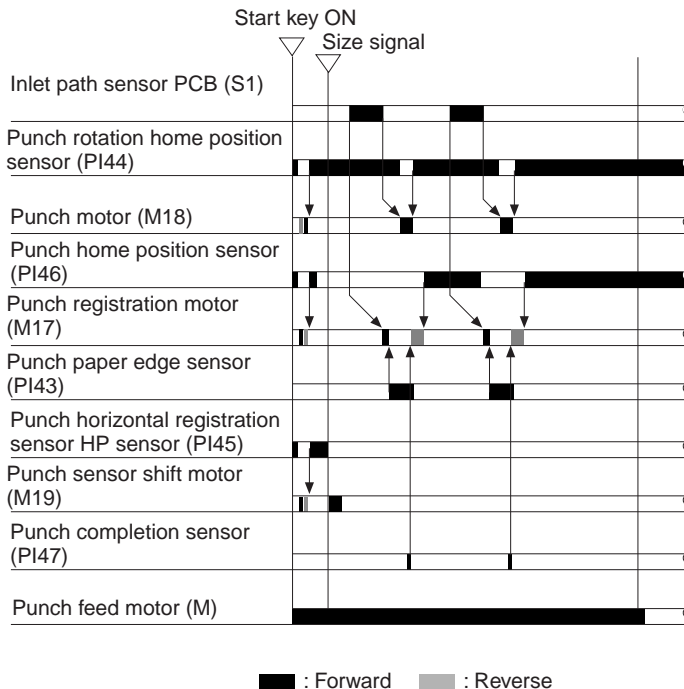 Start key ON
Size signal
Inlet path sensor PCB (S1)
Punch rotation home position
sensor (PI44)
Punch motor (M18)
Punch home position sensor
(PI46)
Punch registration motor
(M17)
Punch paper edge sensor
(PI43)
Punch horizontal registration
sensor HP sensor (PI45)
Punch sensor shift motor
(M19)
Punch completion sensor
(PI47)
Punch feed motor (M)
: Forward
: Reverse